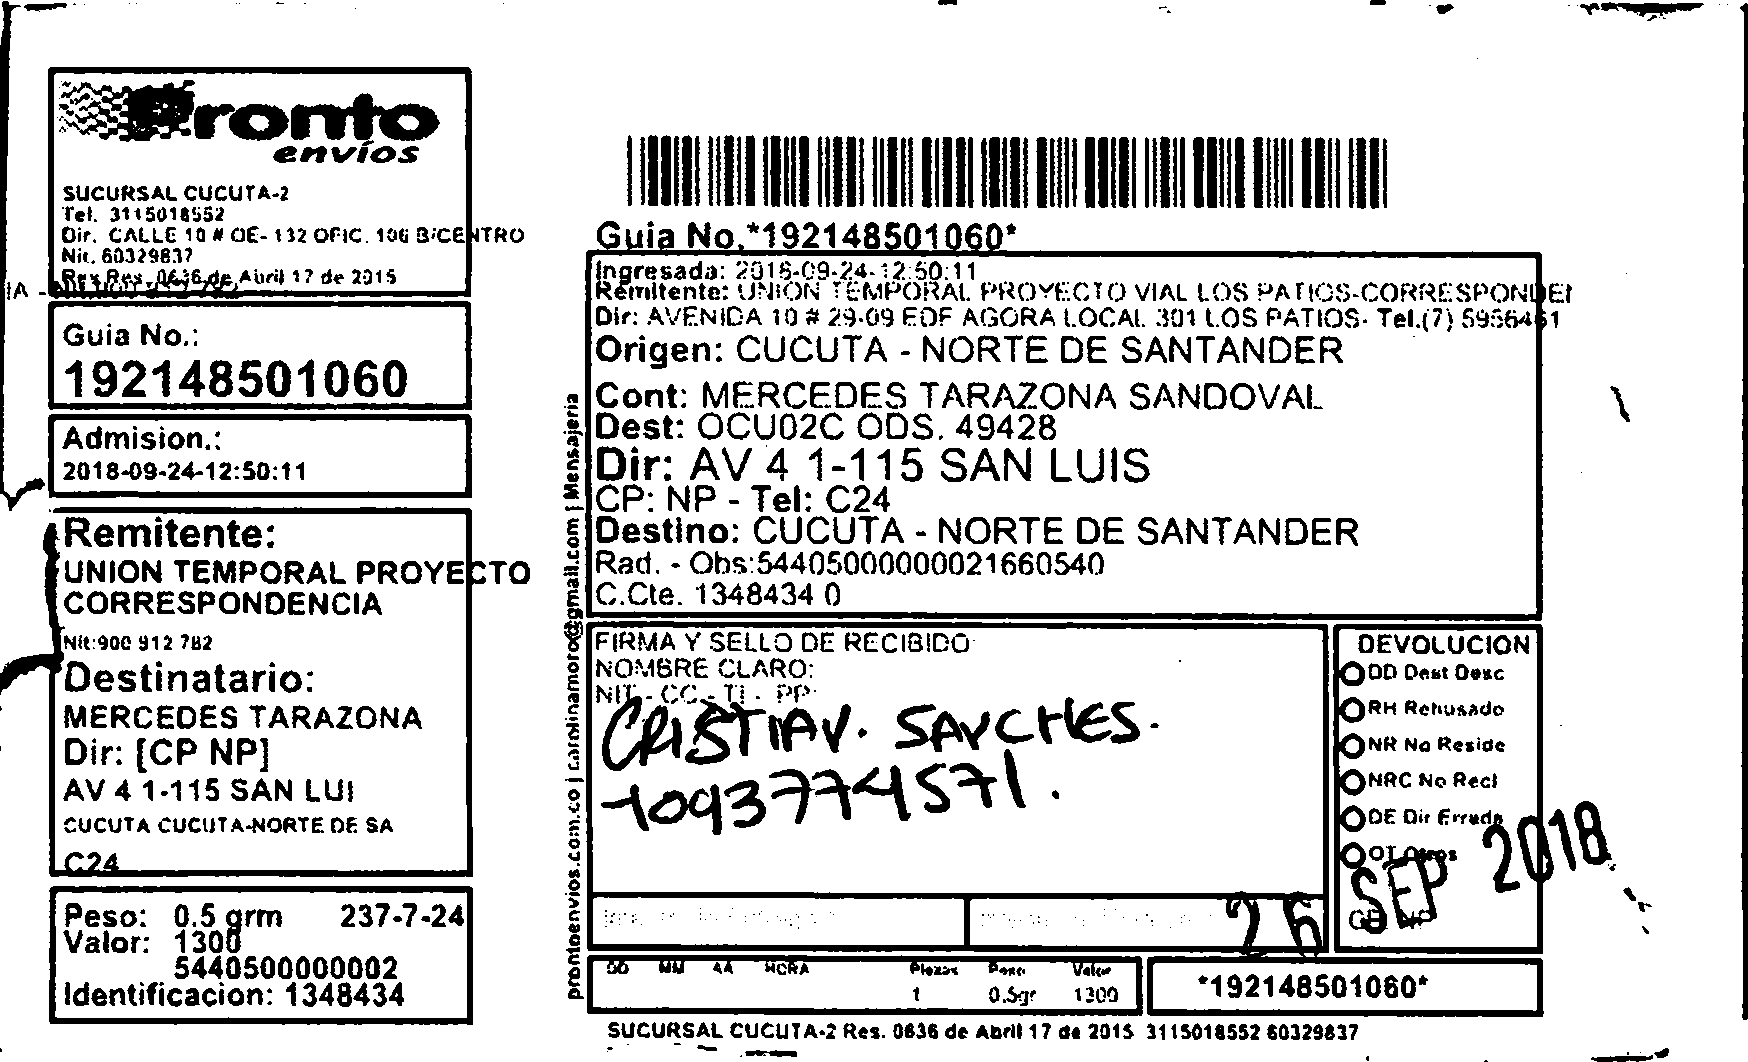 Pronto
envíos
SUCURSAL CUCUTA-2
Tel. 3115018552
Dir. CALLE 10 # OE-132 OFIC. 106 BICENTRO
Nit. 60329837
Res Res. 0636 de Abril 17 de 2015
Guia No.:
192148501060
Admision.:
2018-09-24-12:50:11
Remitente:
UNION TEMPORAL PROYECTO
CORRESPONDENCIA
Nit:900 912 782
Destinatario:
MERCEDES TARAZONA
Dir: [CP NP]
AV 4 1-115 SAN LUI
CUCUTA CUCUTA-NORTE DE SA
C24
Peso: 0.5 grm 237-7-24
Valor: 1300
5440500000002
Identificacion: 1348434
prontoenvios.com.co | carolinamoro@gmail.com | Mensajeria
Guia No.*192148501060*
Ingresada: 2018-09-24-12:50:11
Remitente: UNION TEMPORAL PROYECTO VIAL LOS PATIOS-CORRESPONDEN
Dir: AVENIDA 10 # 29-09 EDF AGORA LOCAL 301 LOS PATIOS- Tel.(7) 5956461
Origen: CUCUTA - NORTE DE SANTANDER
Cont: MERCEDES TARAZONA SANDOVAL
Dest: OCU02C ODS. 49428
Dir: AV 4 1-115 SAN LUIS
CP: NP - Tel: C24
Destino: CUCUTA - NORTE DE SANTANDER
Rad. - Obs:544050000000021660540
C.Cte. 1348434 0
FIRMA Y SELLO DE RECIBIDO
NOMBRE CLARO:
NIT - CC - TI - PP:
CRISTIAN. SANCHES.
1093774571.
DEVOLUCION
DD Dest Desc
RH Rehusado
NR No Reside
NRC No Recl
DE Dir Errada
OT Otros
26 SEP 2018
DD MM AA HORA Piezas Peso Valor
1 0.5gr 1300
*192148501060*
SUCURSAL CUCUTA-2 Res. 0636 de Abril 17 de 2015 3115018552 60329837